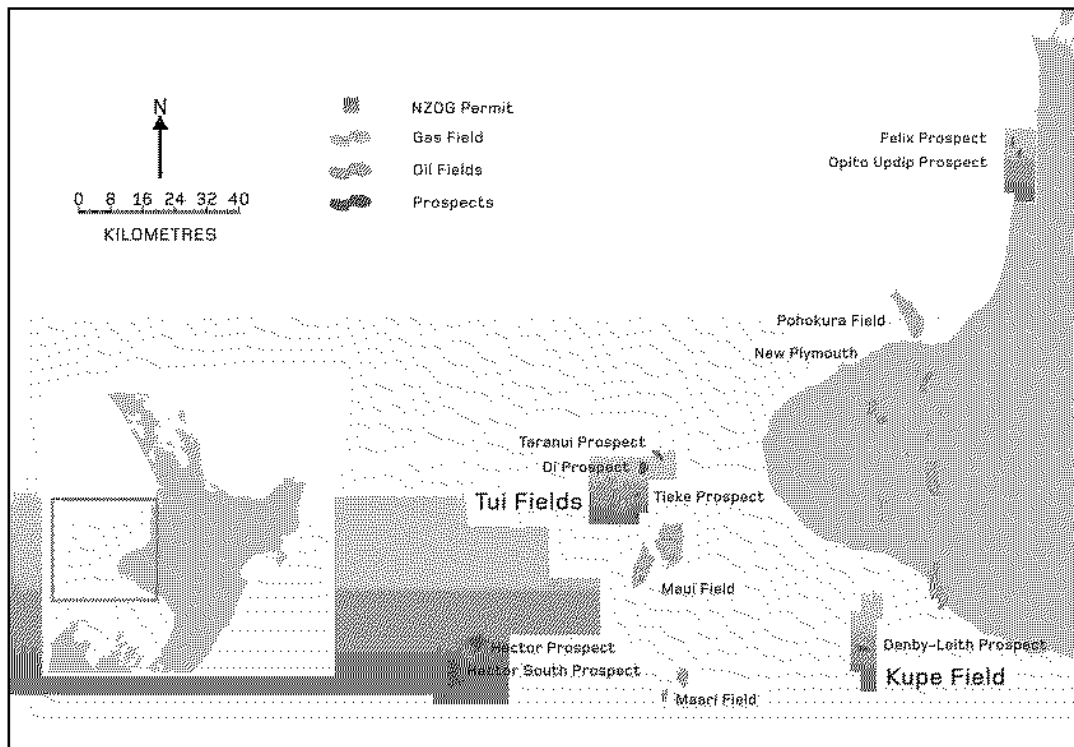 N
0 8 16 24 32 40
KILOMETRES
NZOG Permit
Gas Field
Oil Fields
Prospects
Felix Prospect
Opito Updip Prospect
Pohokura Field
New Plymouth
Taranui Prospect
Oi Prospect
Tui Fields
Tieke Prospect
Maui Field
Hector Prospect
Hector South Prospect
Denby-Leith Prospect
Kupe Field
Maari Field